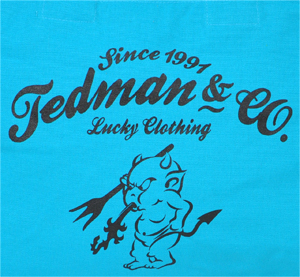 Since 1991
Tedman & CO.
Lucky Clothing